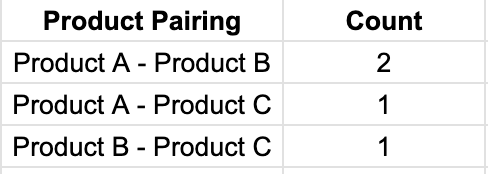 Product Pairing Count
Product A - Product B 2
Product A - Product C 1
Product B - Product C 1